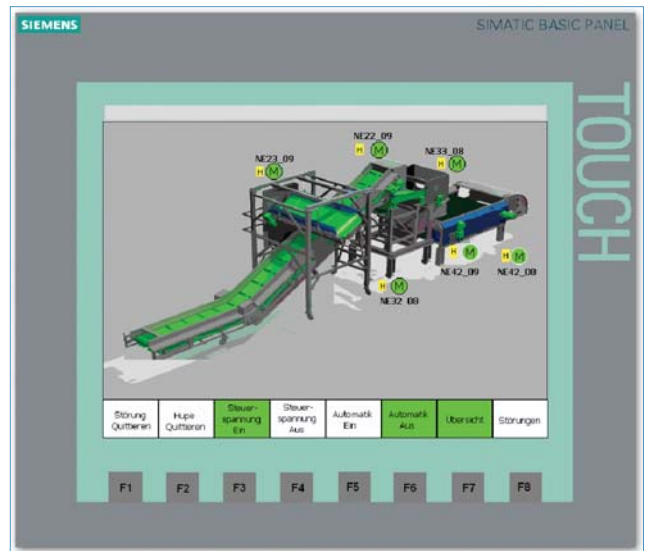 SIEMENS
SIMATIC BASIC PANEL
TOUCH
NE22_09
H M
NE33_08
H M
NE23_09
H M
H M
NE42_09
H M
NE42_08
H M
NE32_08
Störung
Quittieren
Hupe
Quittieren
Steuer-
spannung
Ein
Steuer-
spannung
Aus
Automatik
Ein
Automatik
Aus
Übersicht
Störungen
F1
F2
F3
F4
F5
F6
F7
F8